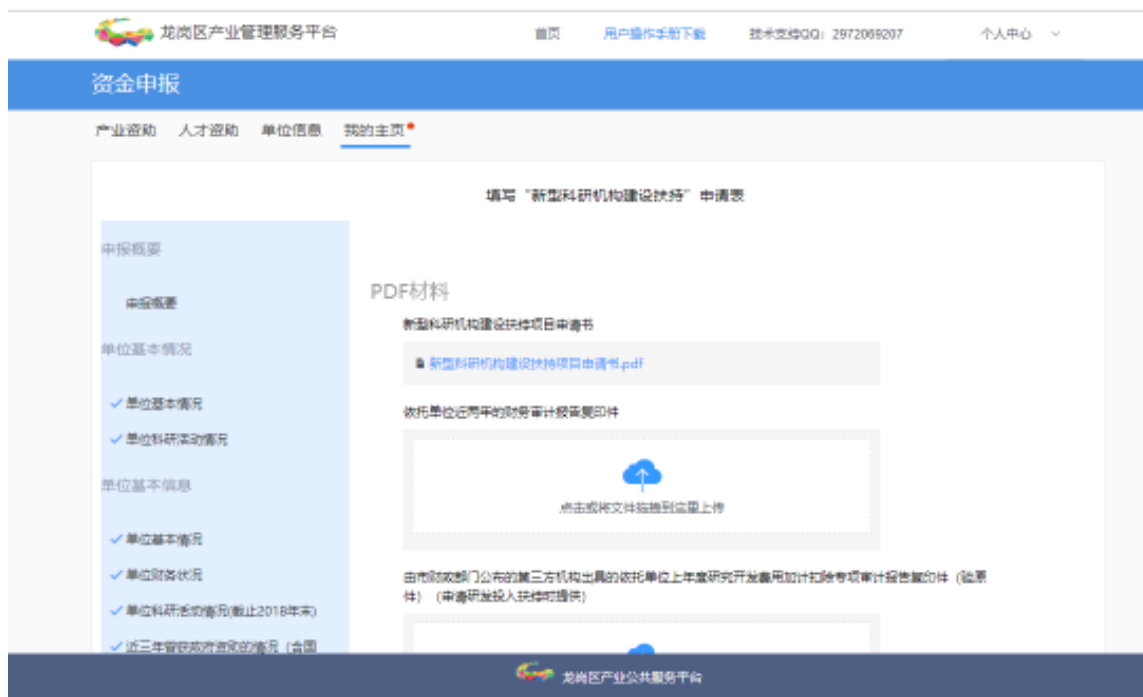 龙岗区产业管理服务平台
首页 用户操作手册下载 技术支持QQ：2972069207 个人中心
资金申报
产业资助 人才资助 单位信息 我的主页
填写“新型科研机构建设扶持”申请表
申报概要
申报概要
单位基本情况
单位基本情况
单位科研活动情况
单位基本信息
单位基本情况
单位财务状况
单位科研活动情况(截止2018年末)
近三年曾获政府资助的情况（含国
PDF材料
新型科研机构建设扶持项目申请书
新型科研机构建设扶持项目申请书.pdf
依托单位近两年的财务审计报告复印件
点击或将文件拖拽到这里上传
由市财政部门公布的第三方机构出具的依托单位上年度研究开发费用加计扣除专项审计报告复印件（验原
件）（申请研发投入扶持时提供）
龙岗区产业公共服务平台